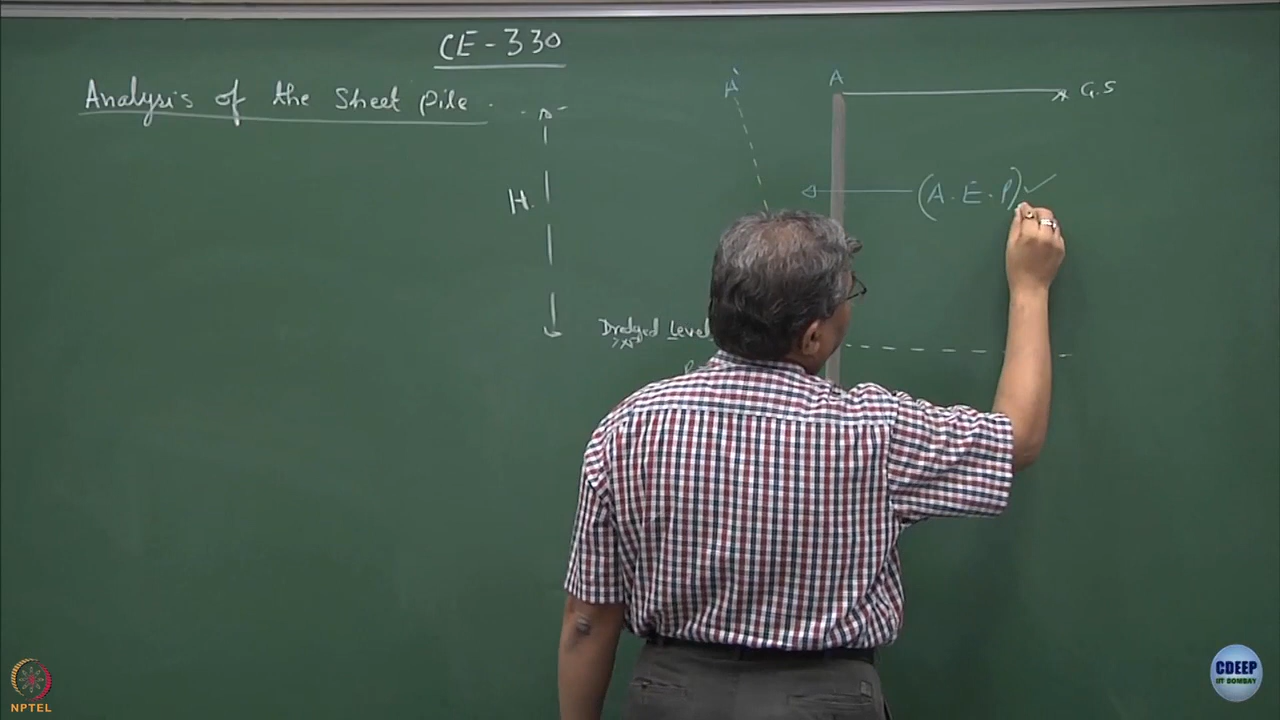 CE-330
Analysis of the Sheet Pile.
A'
A
G.S
H.
(A.E.P)
Dredged Level
NPTEL
CDEEP
IIT BOMBAY